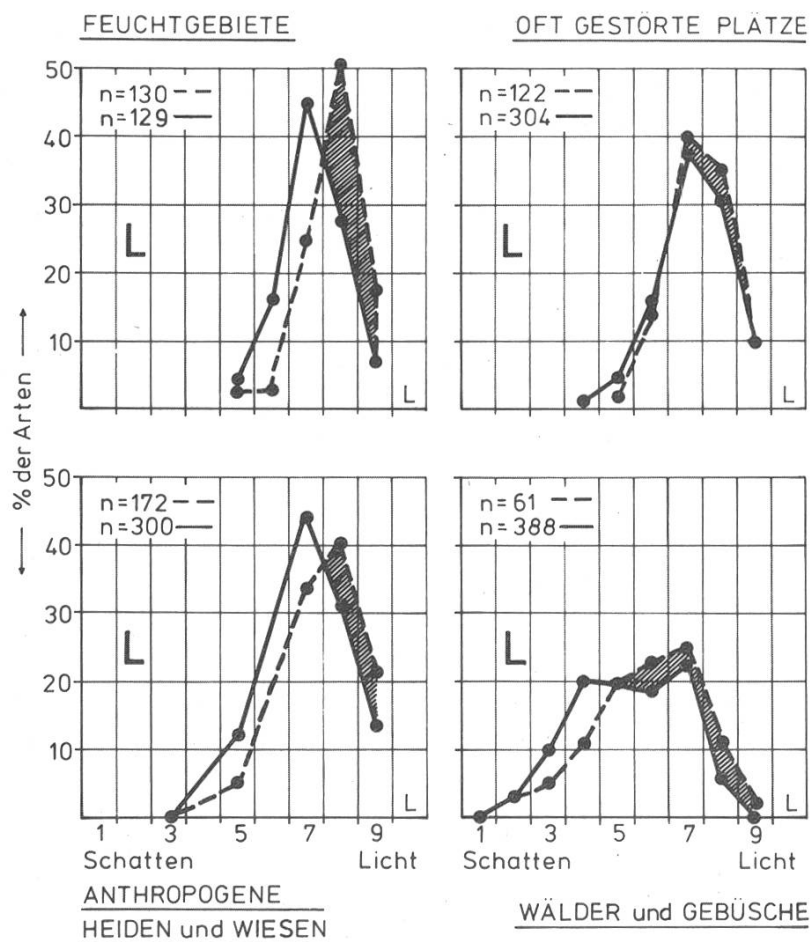 FEUCHTGEBIETE
OFT GESTÖRTE PLÄTZE
% der Arten
50
40
30
20
10
n=130
n=129
L
L
n=122
n=304
L
L
50
40
30
20
10
n=172
n=300
L
L
n=61
n=388
L
1 3 5 7 9
1 3 5 7 9
Schatten Licht
Schatten Licht
ANTHROPOGENE
HEIDEN und WIESEN
WÄLDER und GEBÜSCHE